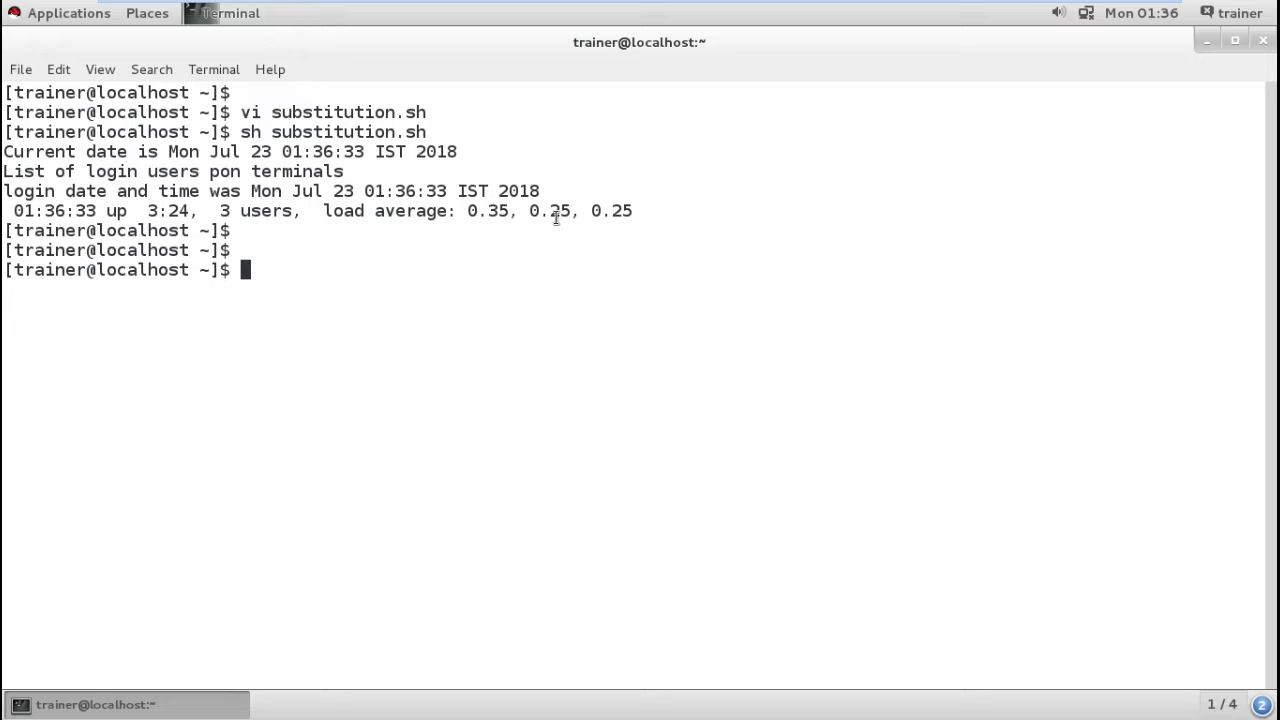 Applications Places Terminal Mon 01:36 trainer
trainer@localhost:~
File Edit View Search Terminal Help
[trainer@localhost ~]$
[trainer@localhost ~]$ vi substitution.sh
[trainer@localhost ~]$ sh substitution.sh
Current date is Mon Jul 23 01:36:33 IST 2018
List of login users pon terminals
login date and time was Mon Jul 23 01:36:33 IST 2018
01:36:33 up  3:24,  3 users,  load average: 0.35, 0.25, 0.25
[trainer@localhost ~]$
[trainer@localhost ~]$
[trainer@localhost ~]$
trainer@localhost:~ 1 / 4 2